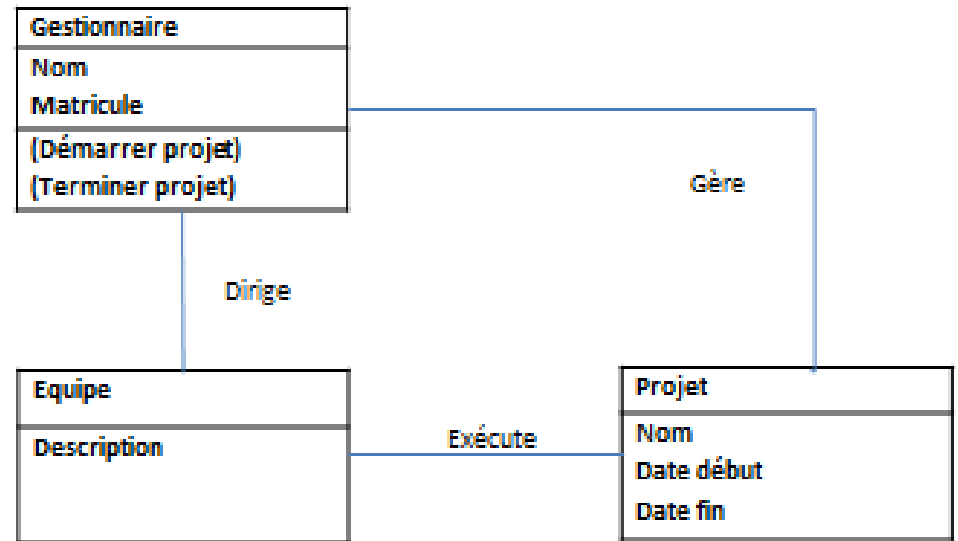 Gestionnaire
Nom
Matricule
(Démarrer projet)
(Terminer projet)
Gère
Dirige
Equipe
Description
Exécute
Projet
Nom
Date début
Date fin